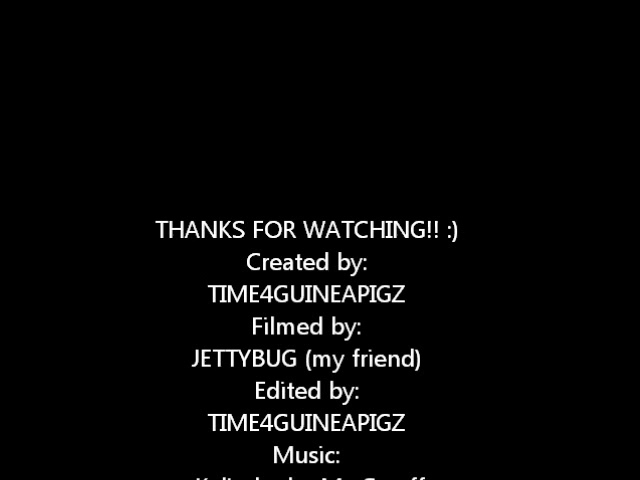 THANKS FOR WATCHING!! :)
Created by:
TIME4GUINEAPIGZ
Filmed by:
JETTYBUG (my friend)
Edited by:
TIME4GUINEAPIGZ
Music: